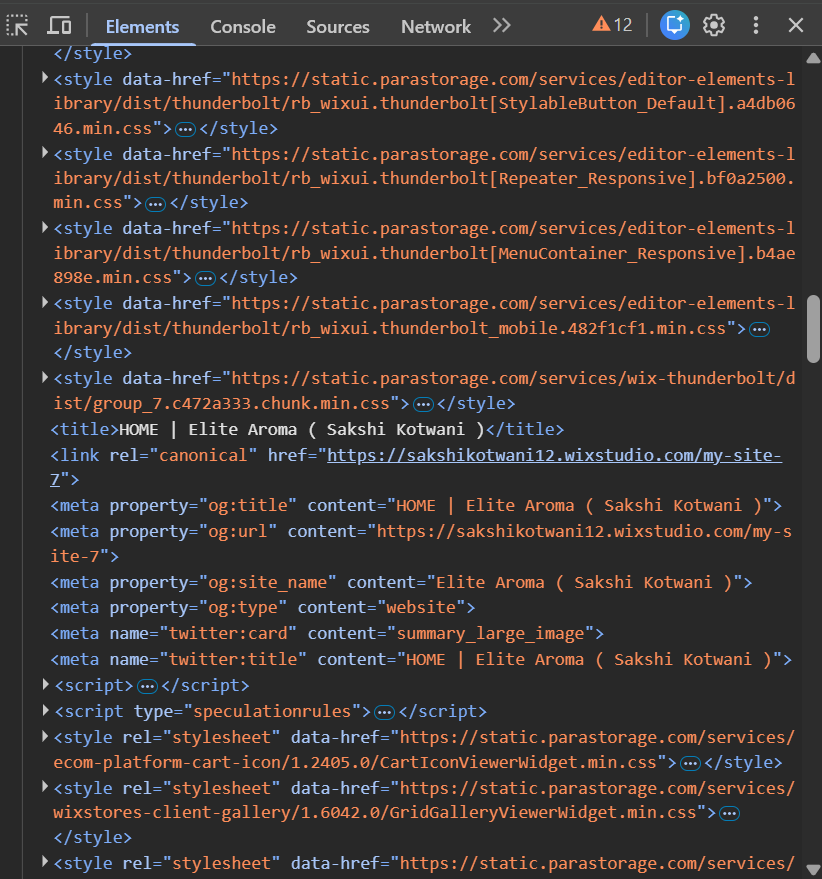 Elements Console Sources Network 12
</style>
<style data-href="https://static.parastorage.com/services/editor-elements-l
ibrary/dist/thunderbolt/rb_wixui.thunderbolt[StylableButton_Default].a4db06
46.min.css">…</style>
<style data-href="https://static.parastorage.com/services/editor-elements-l
ibrary/dist/thunderbolt/rb_wixui.thunderbolt[Repeater_Responsive].bf0a2500.
min.css">…</style>
<style data-href="https://static.parastorage.com/services/editor-elements-l
ibrary/dist/thunderbolt/rb_wixui.thunderbolt[MenuContainer_Responsive].b4ae
898e.min.css">…</style>
<style data-href="https://static.parastorage.com/services/editor-elements-l
ibrary/dist/thunderbolt/rb_wixui.thunderbolt_mobile.482f1cf1.min.css">…
</style>
<style data-href="https://static.parastorage.com/services/wix-thunderbolt/d
ist/group_7.c472a333.chunk.min.css">…</style>
<title>HOME | Elite Aroma ( Sakshi Kotwani )</title>
<link rel="canonical" href="https://sakshikotwani12.wixstudio.com/my-site-
7">
<meta property="og:title" content="HOME | Elite Aroma ( Sakshi Kotwani )">
<meta property="og:url" content="https://sakshikotwani12.wixstudio.com/my-s
ite-7">
<meta property="og:site_name" content="Elite Aroma ( Sakshi Kotwani )">
<meta property="og:type" content="website">
<meta name="twitter:card" content="summary_large_image">
<meta name="twitter:title" content="HOME | Elite Aroma ( Sakshi Kotwani )">
<script>…</script>
<script type="speculationrules">…</script>
<style rel="stylesheet" data-href="https://static.parastorage.com/services/
ecom-platform-cart-icon/1.2405.0/CartIconViewerWidget.min.css">…</style>
<style rel="stylesheet" data-href="https://static.parastorage.com/services/
wixstores-client-gallery/1.6042.0/GridGalleryViewerWidget.min.css">…
</style>
<style rel="stylesheet" data-href="https://static.parastorage.com/services/